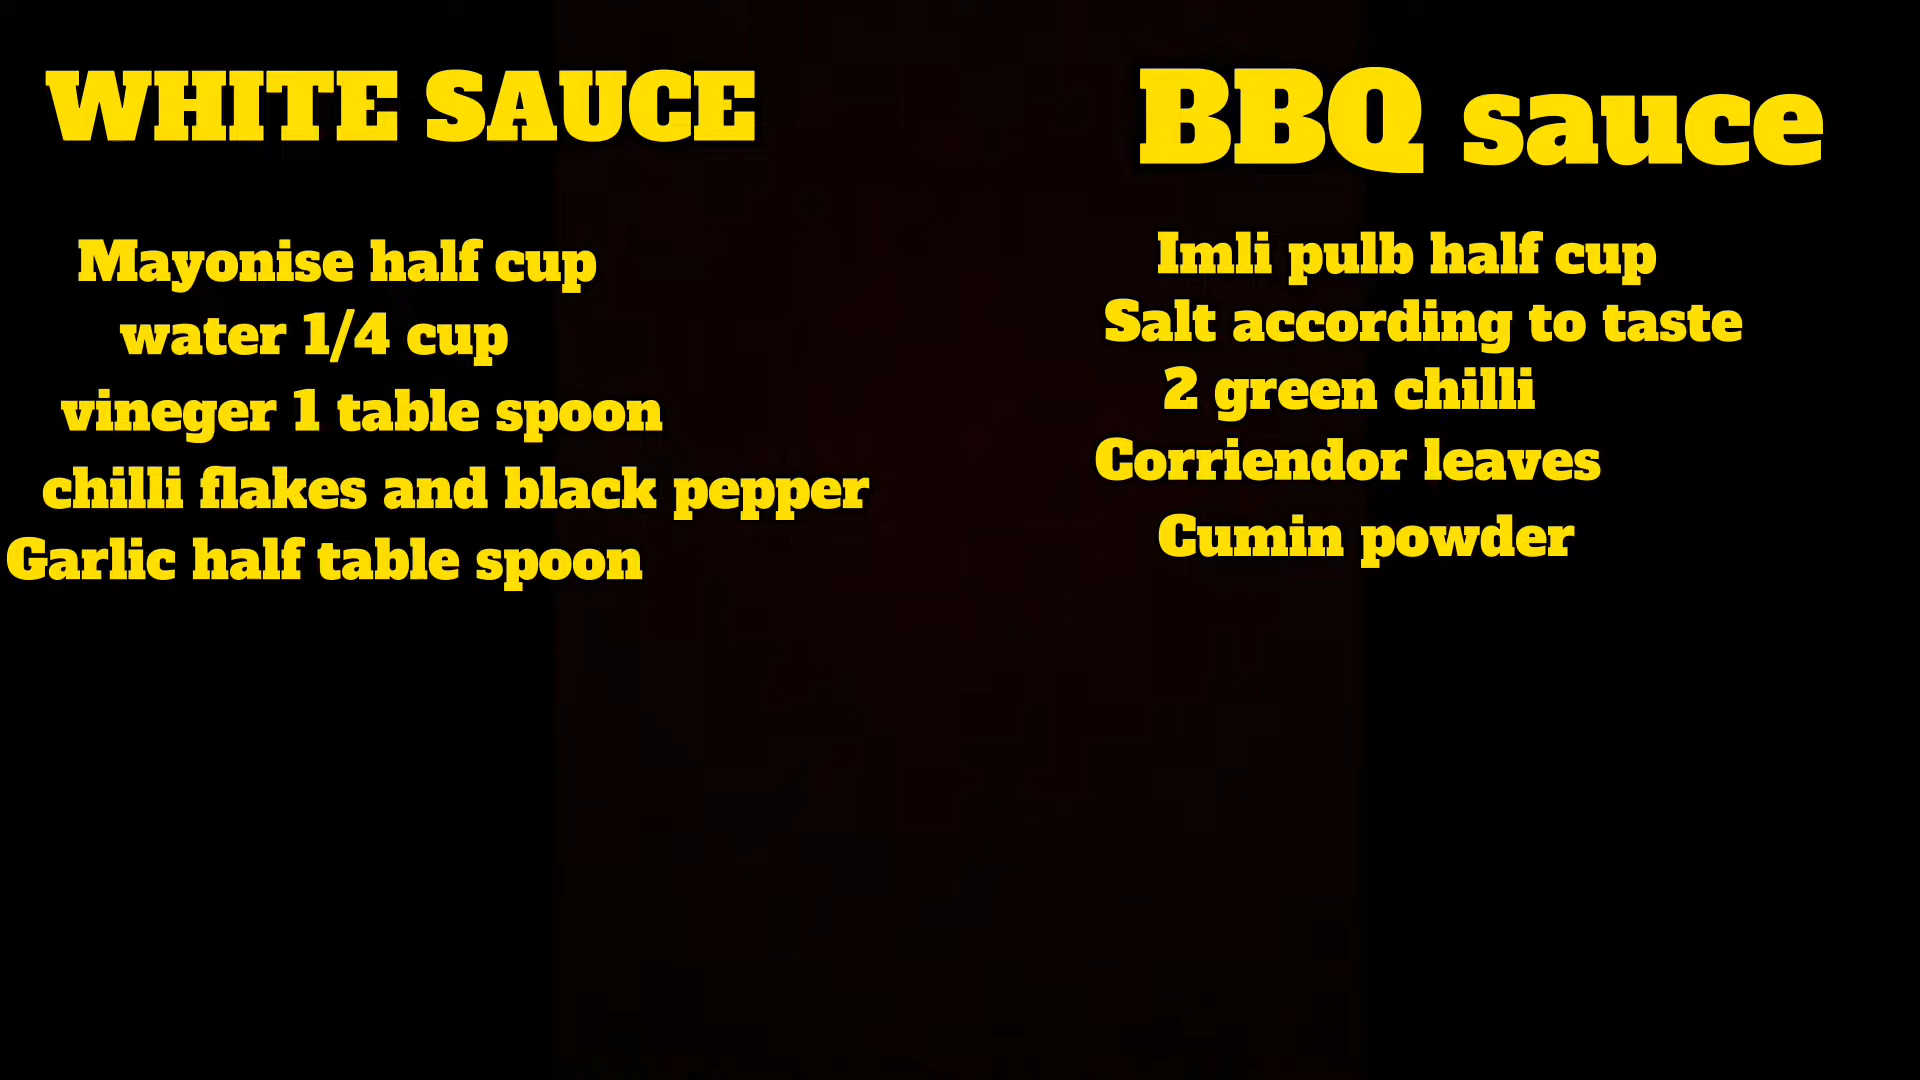 WHITE SAUCE
Mayonise half cup
water 1/4 cup
vineger 1 table spoon
chilli flakes and black pepper
Garlic half table spoon
BBQ sauce
Imli pulb half cup
Salt according to taste
2 green chilli
Corriendor leaves
Cumin powder